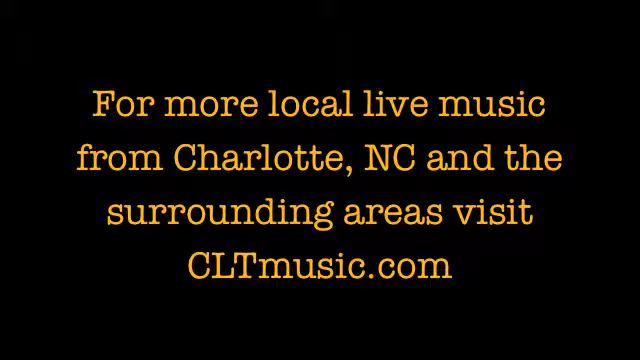 For more local live music
from Charlotte, NC and the
surrounding areas visit
CLTmusic.com